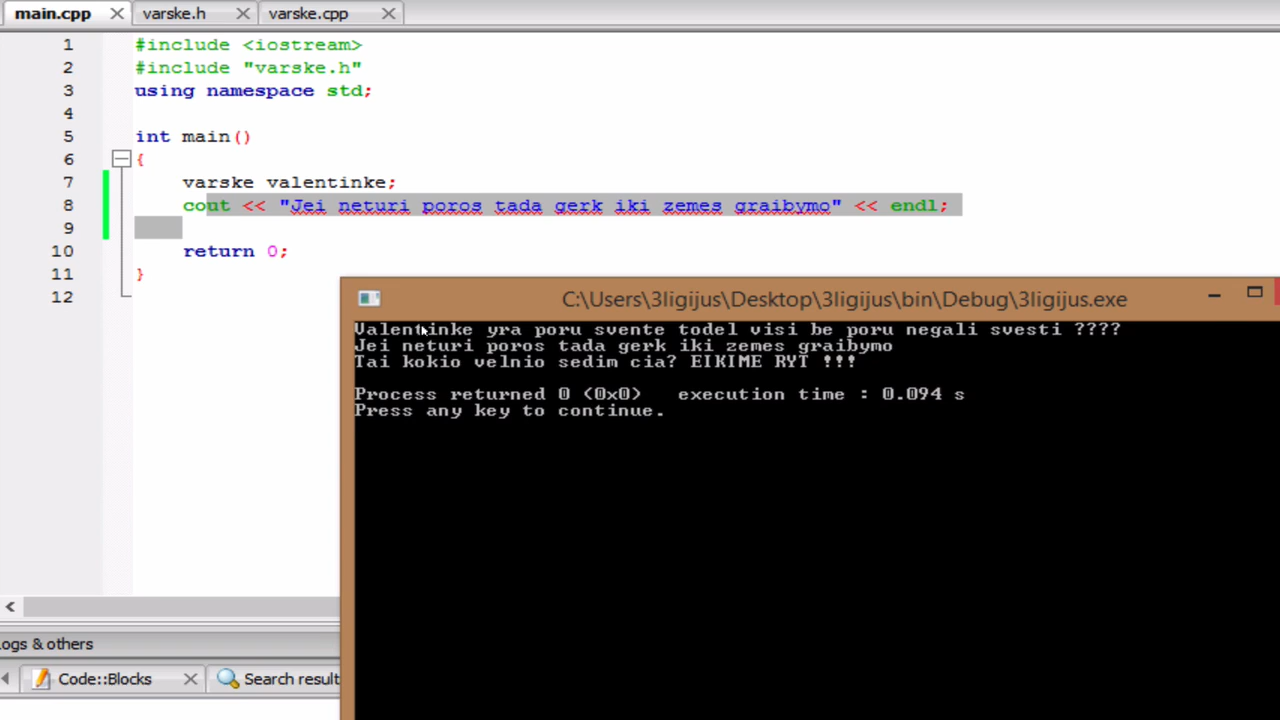 main.cpp varske.h varske.cpp
1 #include <iostream>
2 #include "varske.h"
3 using namespace std;
4
5 int main()
6 {
7 varske valentinke;
8 cout << "Jei neturi poros tada gerk iki zemes graibymo" << endl;
9
10 return 0;
11 }
12
C:\Users\3ligijus\Desktop\3ligijus\bin\Debug\3ligijus.exe
Valentinke yra poru svente todel visi be poru negali svesti ????
Jei neturi poros tada gerk iki zemes graibymo
Tai kokio velnio sedim cia? EIKIME RYT !!!
Process returned 0 (0x0) execution time : 0.094 s
Press any key to continue.
ogs & others
Code::Blocks Search result